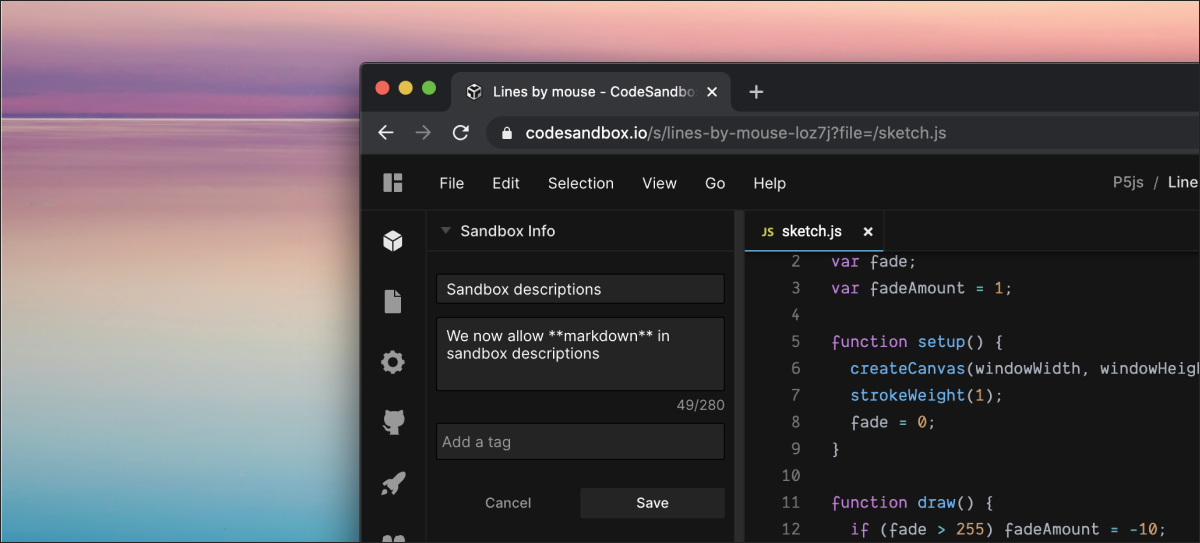 Lines by mouse - CodeSandbo
codesandbox.io/s/lines-by-mouse-loz7j?file=/sketch.js
File Edit Selection View Go Help P5js / Line
Sandbox Info
Sandbox descriptions
We now allow **markdown** in
sandbox descriptions
49/280
Add a tag
Cancel Save
JS sketch.js
2 var fade;
3 var fadeAmount = 1;
4
5 function setup() {
6 createCanvas(windowWidth, windowHeigh
7 strokeWeight(1);
8 fade = 0;
9 }
10
11 function draw() {
12 if (fade > 255) fadeAmount = -10;